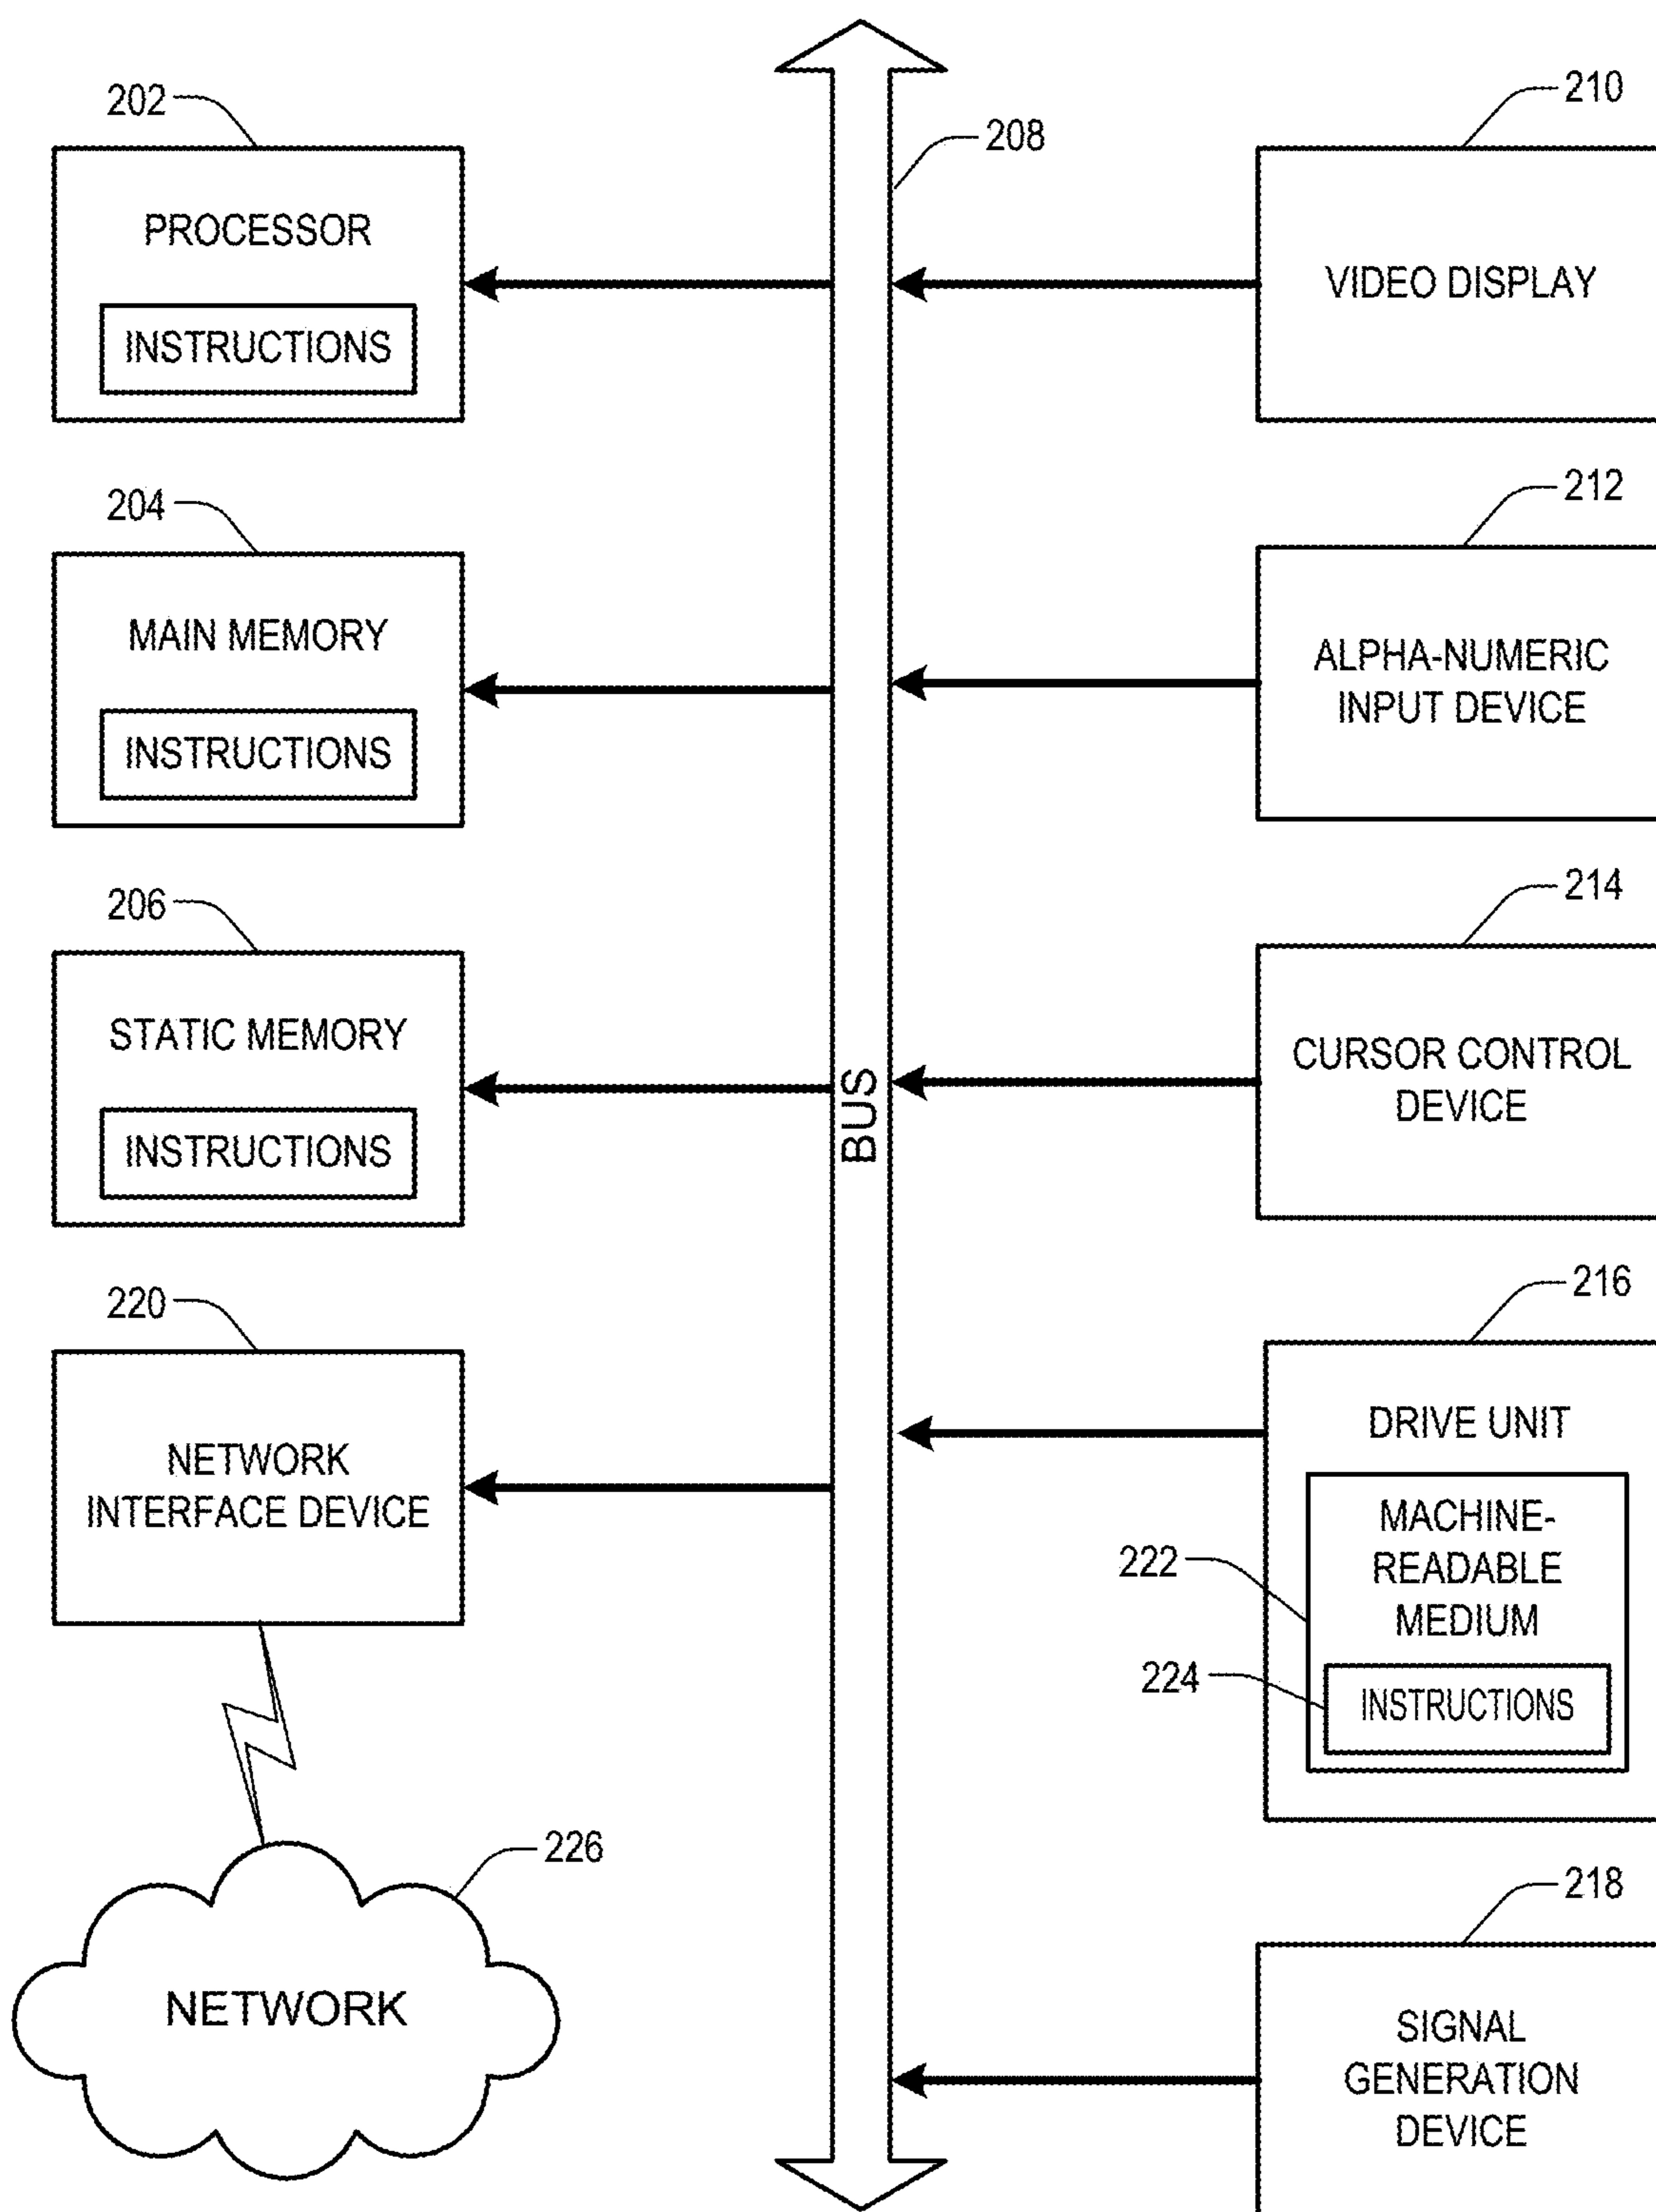 202
PROCESSOR
INSTRUCTIONS
204
MAIN MEMORY
INSTRUCTIONS
206
STATIC MEMORY
INSTRUCTIONS
220
NETWORK
INTERFACE DEVICE
226
NETWORK
208
BUS
210
VIDEO DISPLAY
212
ALPHA-NUMERIC
INPUT DEVICE
214
CURSOR CONTROL
DEVICE
216
DRIVE UNIT
222
MACHINE-
READABLE
MEDIUM
224
INSTRUCTIONS
218
SIGNAL
GENERATION
DEVICE